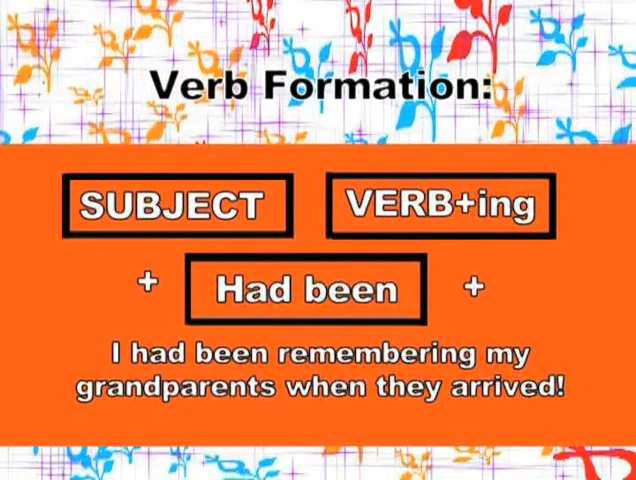 Verb Formation:
SUBJECT VERB+ing
+ Had been +
I had been remembering my
grandparents when they arrived!